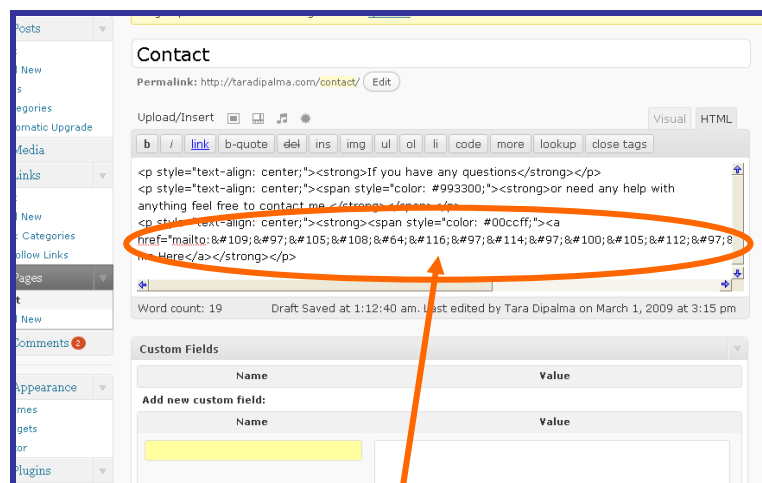 Posts
d New
s
egories
omatic Upgrade
Media
Links
d New
k Categories
ollow Links
Pages
t
d New
Comments 2
Appearance
mes
gets
tor
Plugins
Contact
Permalink: http://taradipalma.com/contact/ Edit
Upload/Insert
Visual HTML
b i link b-quote del ins img ul ol li code more lookup close tags
<p style="text-align: center;"><strong>If you have any questions</strong></p>
<p style="text-align: center;"><span style="color: #993300;"><strong>or need any help with
anything feel free to contact me.</strong></span></p>
<p style="text-align: center;"><strong><span style="color: #00ccff;"><a
href="mailto:&#109;&#97;&#105;&#108;&#64;&#116;&#97;&#114;&#97;&#100;&#105;&#112;&#97;&
me Here</a></strong></p>
Word count: 19 Draft Saved at 1:12:40 am. Last edited by Tara Dipalma on March 1, 2009 at 3:15 pm
Custom Fields
Name Value
Add new custom field:
Name Value